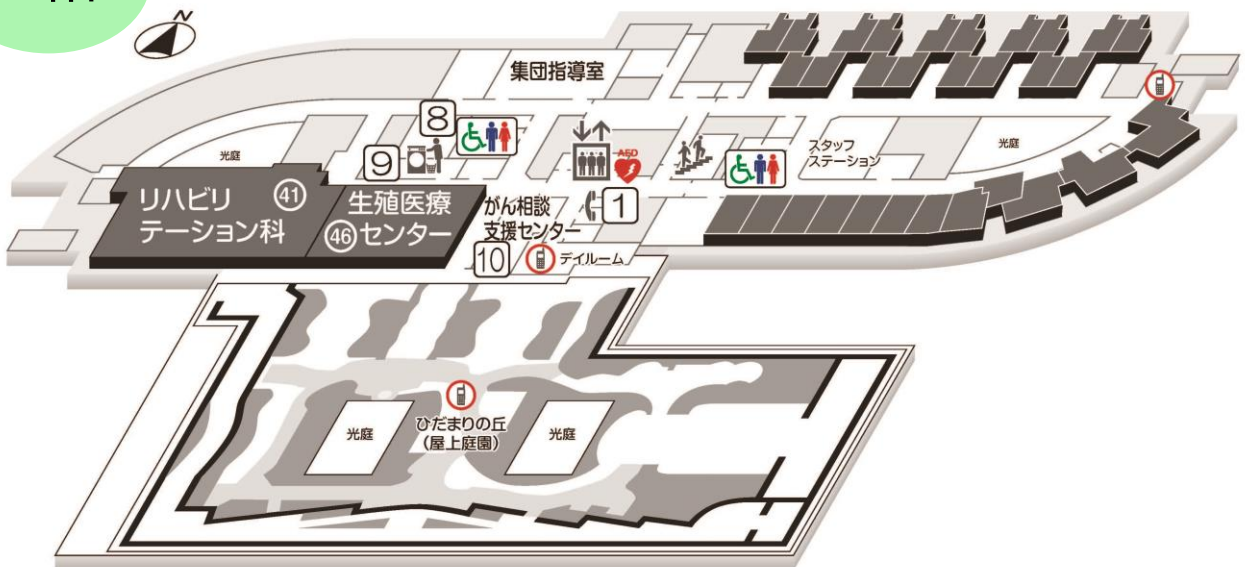 N
集団指導室
8
光庭
9
AED
スタッフ
ステーション
光庭
リハビリ
テーション科
41
生殖医療
46
センター
がん相談
支援センター
1
10
デイルーム
ひだまりの丘
(屋上庭園)
光庭
光庭